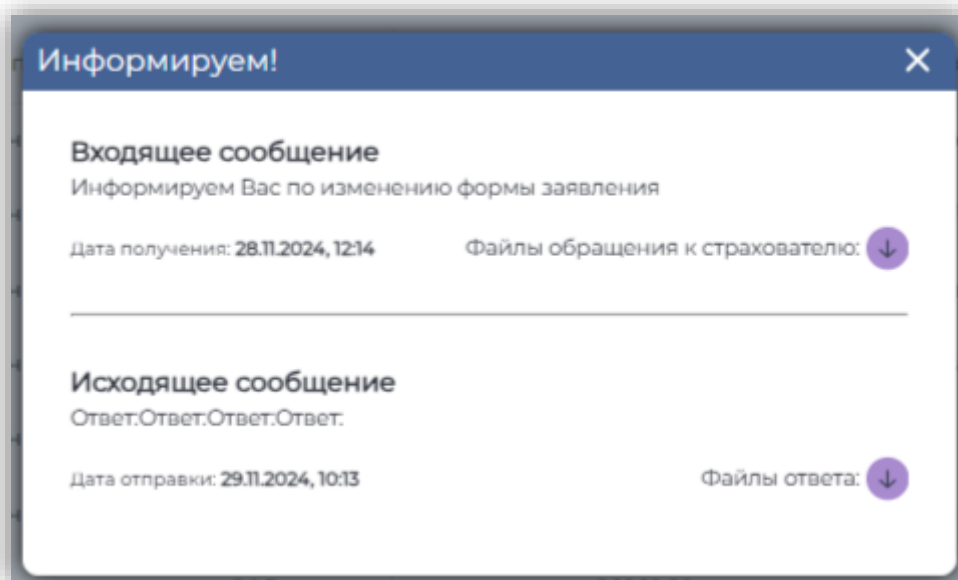 Информируем!
Входящее сообщение
Информируем Вас по изменению формы заявления
Дата получения: 28.11.2024, 12:14
Файлы обращения к страхователю:
Исходящее сообщение
Ответ:Ответ:Ответ:Ответ:
Дата отправки: 29.11.2024, 10:13
Файлы ответа: